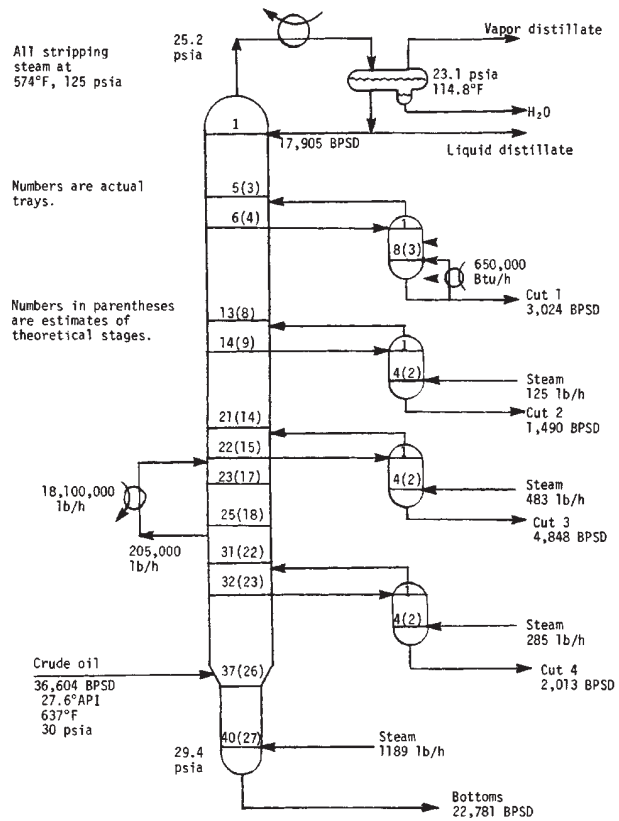 All stripping
steam at
574°F, 125 psia
25.2
psia
Vapor distillate
23.1 psia
114.8°F
H₂O
1
17,905 BPSD
Liquid distillate
Numbers are actual
trays.
5(3)
6(4)
1
8(3)
650,000
Btu/h
Cut 1
3,024 BPSD
Numbers in parentheses
are estimates of
theoretical stages.
13(8)
14(9)
1
4(2)
Steam
125 lb/h
Cut 2
1,490 BPSD
21(14)
22(15)
1
23(17)
4(2)
Steam
483 lb/h
18,100,000
lb/h
Cut 3
4,848 BPSD
25(18)
205,000
lb/h
31(22)
32(23)
1
4(2)
Steam
285 lb/h
Cut 4
2,013 BPSD
Crude oil
36,604 BPSD
27.6°API
637°F
30 psia
37(26)
40(27)
Steam
1189 lb/h
29.4
psia
Bottoms
22,781 BPSD